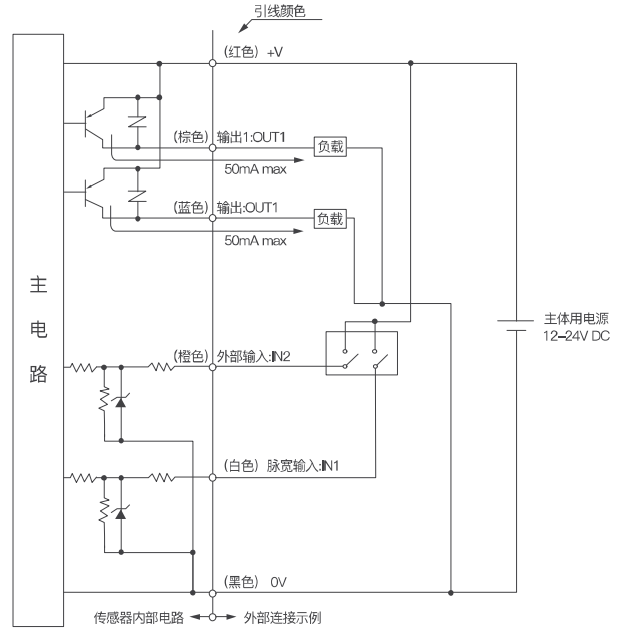 引线颜色
(红色) +V
(棕色) 输出1:OUT1
负载
50mA max
(蓝色) 输出:OUT1
负载
50mA max
主电路
主体用电源
12–24V DC
(橙色) 外部输入:IN2
(白色) 脉宽输入:IN1
(黑色) 0V
传感器内部电路
外部连接示例